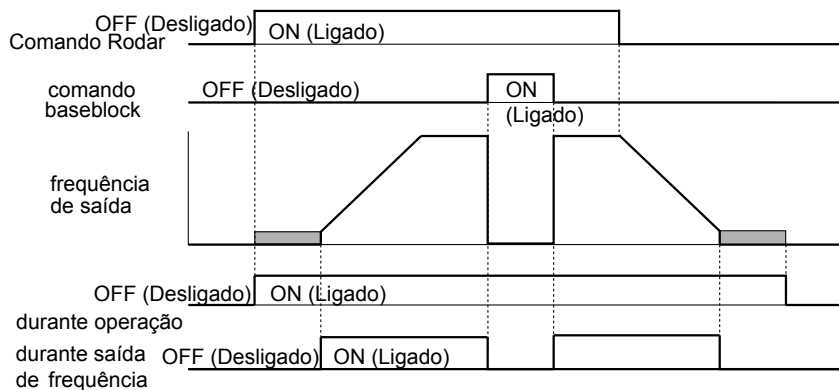 OFF (Desligado) ON (Ligado)
Comando Rodar
comando
baseblock
OFF (Desligado) ON
(Ligado)
frequência
de saída
OFF (Desligado) ON (Ligado)
durante operação
durante saída
de frequência
OFF (Desligado) ON (Ligado)